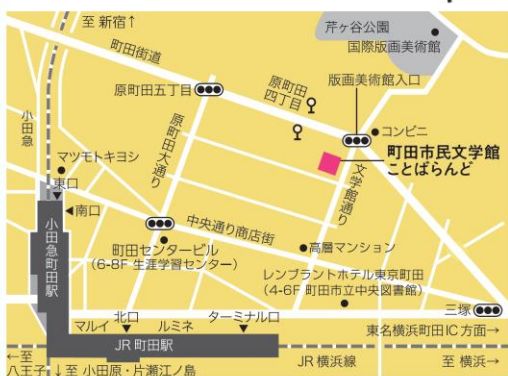 至 新宿↑
芹ヶ谷公園
国際版画美術館
町田街道
原町田五丁目
原町田
四丁目
版画美術館入口
コンビニ
町田市民文学館
ことばらんど
小田急
マツモトキヨシ
東口
◀南口
原町田大通り
文学館通り
中央通り商店街
小田急町田駅
町田センタービル
(6-8F 生涯学習センター)
高層マンション
レンブラントホテル東京町田
(4-6F 町田市立中央図書館)
三塚
マルイ
北口
ルミネ
ターミナル口
東名横浜町田IC 方面→
JR 町田駅
←至
八王子
↓至 小田原・片瀬江ノ島
JR 横浜線
至 横浜→